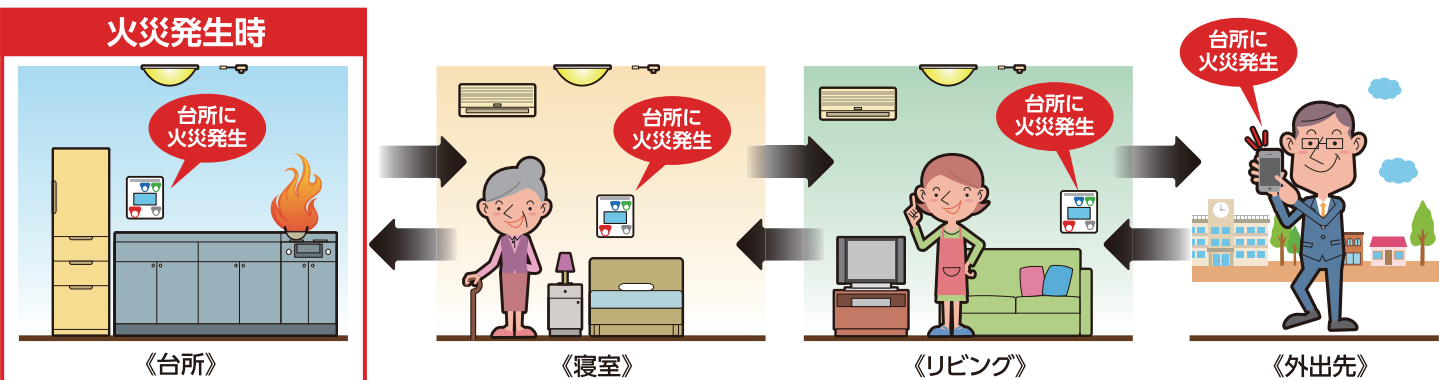 火災発生時
台所に
火災発生
台所に
火災発生
台所に
火災発生
台所に
火災発生
《台所》
《寝室》
《リビング》
《外出先》